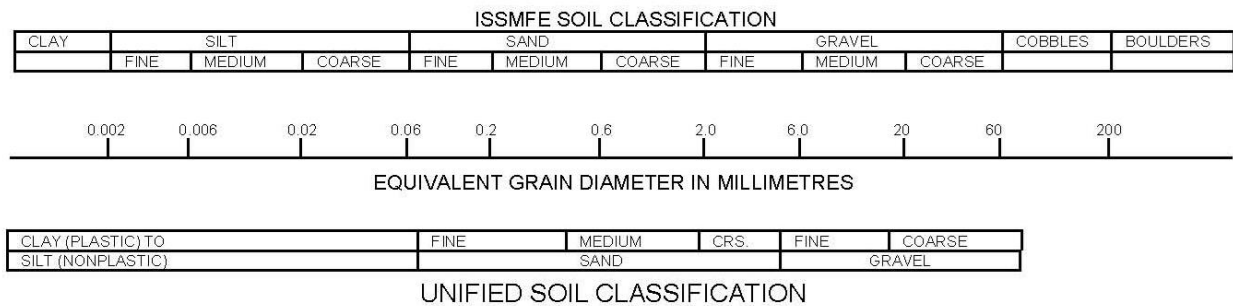 ISSMFE SOIL CLASSIFICATION
CLAY SILT SAND GRAVEL COBBLES BOULDERS
FINE MEDIUM COARSE FINE MEDIUM COARSE FINE MEDIUM COARSE
0.002 0.006 0.02 0.06 0.2 0.6 2.0 6.0 20 60 200
EQUIVALENT GRAIN DIAMETER IN MILLIMETRES
CLAY (PLASTIC) TO FINE MEDIUM CRS. FINE COARSE
SILT (NONPLASTIC) SAND GRAVEL
UNIFIED SOIL CLASSIFICATION